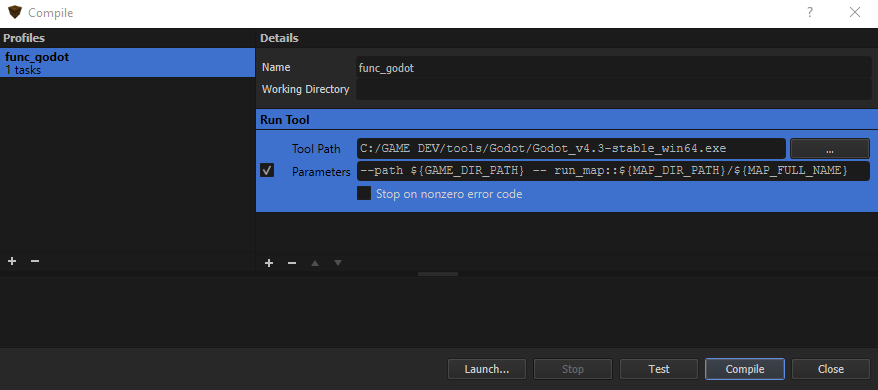 Compile
?
Profiles
Details
func_godot
1 tasks
Name func_godot
Working Directory
Run Tool
Tool Path C:/GAME DEV/tools/Godot/Godot_v4.3-stable_win64.exe ...
Parameters --path ${GAME_DIR_PATH} -- run_map::${MAP_DIR_PATH}/${MAP_FULL_NAME}
Stop on nonzero error code
Launch... Stop Test Compile Close